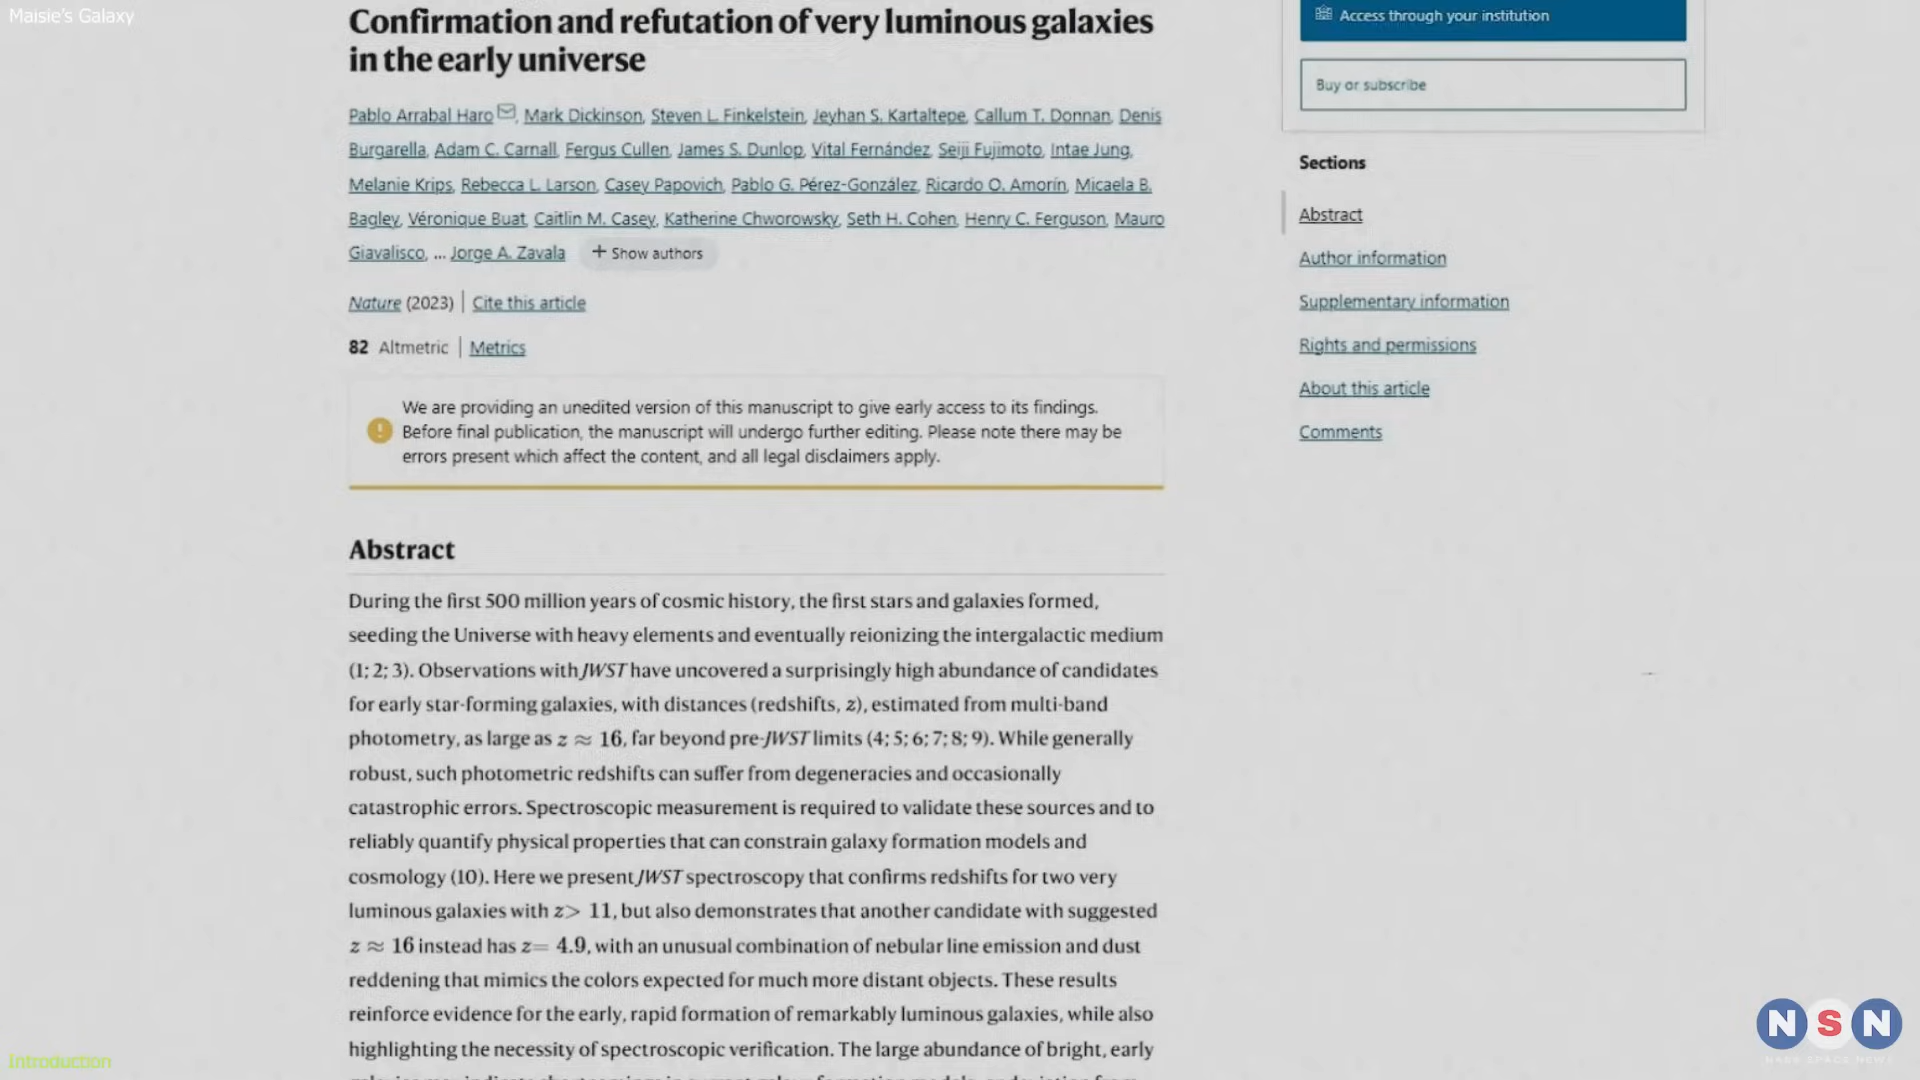 Maisie's Galaxy
Confirmation and refutation of very luminous galaxies
in the early universe
Pablo Arrabal Haro, Mark Dickinson, Steven L. Finkelstein, Jeyhan S. Kartaltepe, Callum T. Donnan, Denis
Burgarella, Adam C. Carnall, Fergus Cullen, James S. Dunlop, Vital Fernández, Seiji Fujimoto, Intae Jung,
Melanie Krips, Rebecca L. Larson, Casey Papovich, Pablo G. Pérez-González, Ricardo O. Amorín, Micaela B.
Bagley, Véronique Buat, Caitlin M. Casey, Katherine Chworowsky, Seth H. Cohen, Henry C. Ferguson, Mauro
Giavalisco, ... Jorge A. Zavala + Show authors
Nature (2023) | Cite this article
82 Altmetric | Metrics
We are providing an unedited version of this manuscript to give early access to its findings.
Before final publication, the manuscript will undergo further editing. Please note there may be
errors present which affect the content, and all legal disclaimers apply.
Abstract
During the first 500 million years of cosmic history, the first stars and galaxies formed,
seeding the Universe with heavy elements and eventually reionizing the intergalactic medium
(1; 2; 3). Observations with JWST have uncovered a surprisingly high abundance of candidates
for early star-forming galaxies, with distances (redshifts, z), estimated from multi-band
photometry, as large as z ≈ 16, far beyond pre-JWST limits (4; 5; 6; 7; 8; 9). While generally
robust, such photometric redshifts can suffer from degeneracies and occasionally
catastrophic errors. Spectroscopic measurement is required to validate these sources and to
reliably quantify physical properties that can constrain galaxy formation models and
cosmology (10). Here we present JWST spectroscopy that confirms redshifts for two very
luminous galaxies with z> 11, but also demonstrates that another candidate with suggested
z ≈ 16 instead has z= 4.9, with an unusual combination of nebular line emission and dust
reddening that mimics the colors expected for much more distant objects. These results
reinforce evidence for the early, rapid formation of remarkably luminous galaxies, while also
highlighting the necessity of spectroscopic verification. The large abundance of bright, early
Access through your institution
Buy or subscribe
Sections
Abstract
Author information
Supplementary information
Rights and permissions
About this article
Comments
NSN
Introduction